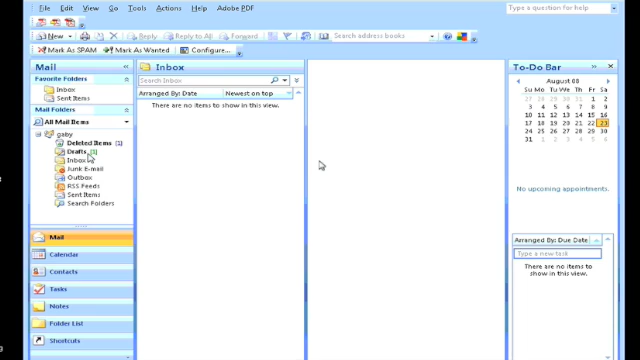 File Edit View Go Tools Actions Help Adobe PDF
Type a question for help
New Reply Reply to All Forward Search address books
Mark As SPAM Mark As Wanted Configure...
Mail
Favorite Folders
Inbox
Sent Items
Mail Folders
All Mail Items
gaby
Deleted Items (1)
Drafts [1]
Inbox
Junk E-mail
Outbox
RSS Feeds
Sent Items
Search Folders
Mail
Calendar
Contacts
Tasks
Notes
Folder List
Shortcuts
Inbox
Search Inbox
Arranged By: Date Newest on top
There are no items to show in this view.
To-Do Bar
August 08
Su Mo Tu We Th Fr Sa
27 28 29 30 31 1 2
3 4 5 6 7 8 9
10 11 12 13 14 15 16
17 18 19 20 21 22 23
24 25 26 27 28 29 30
31 1 2 3 4 5 6
No upcoming appointments.
Arranged By: Due Date
Type a new task
There are no items to show in this view.